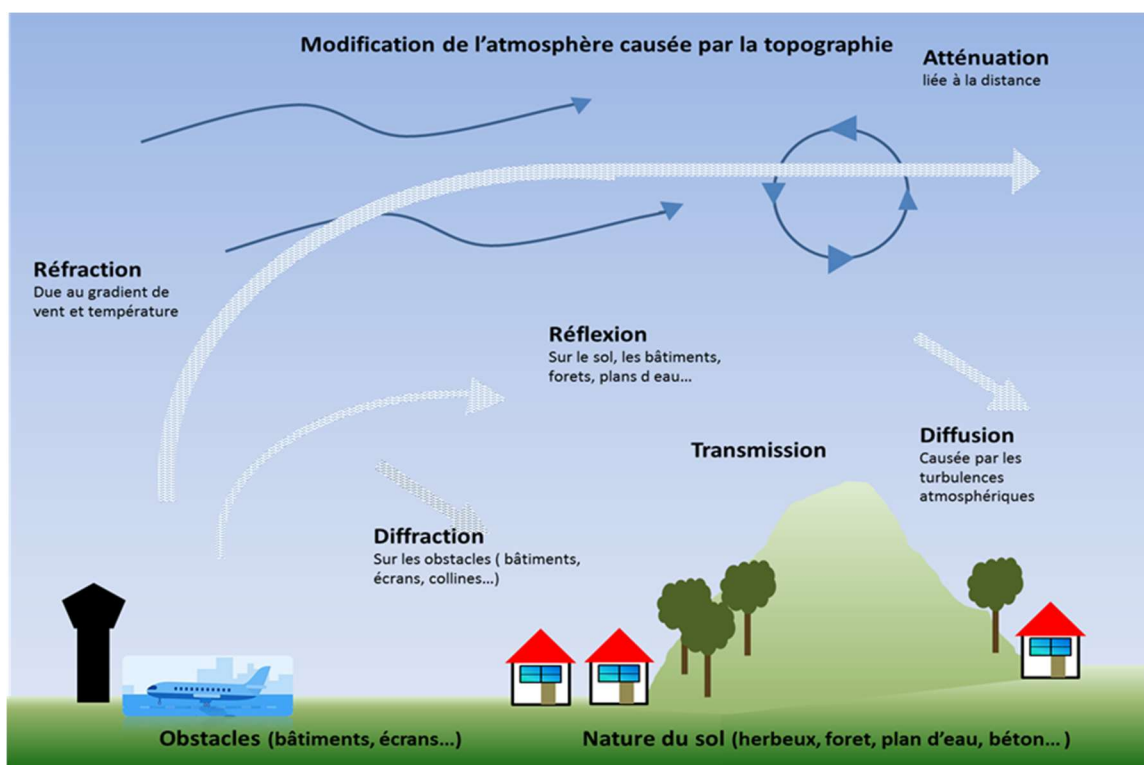 Modification de l'atmosphère causée par la topographie
Atténuation
liée à la distance
Réfraction
Due au gradient de
vent et température
Réflexion
Sur le sol, les bâtiments,
forets, plans d eau...
Transmission
Diffusion
Causée par les
turbulences
atmosphériques
Diffraction
Sur les obstacles ( bâtiments,
écrans, collines...)
Obstacles (bâtiments, écrans...)
Nature du sol (herbeux, foret, plan d'eau, béton... )